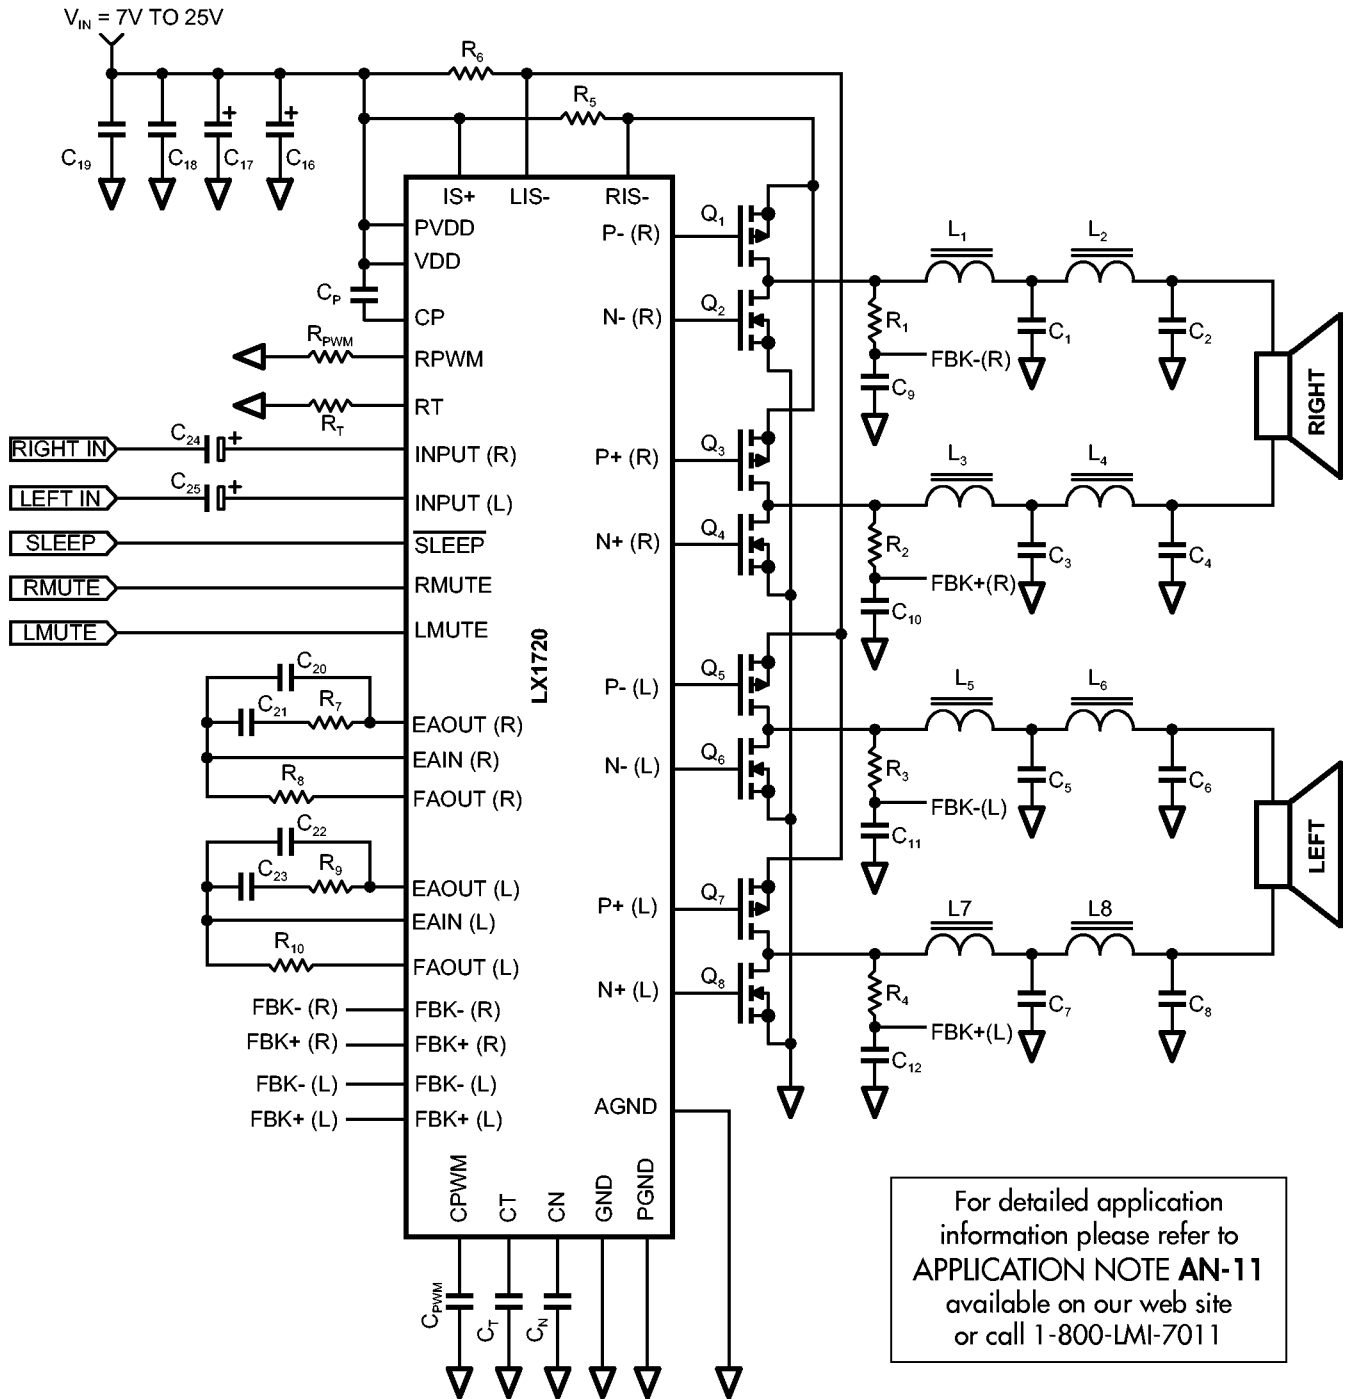 V_IN = 7V TO 25V
R6
R5
C19
C18
+
C17
+
C16
IS+
LIS-
RIS-
PVDD
VDD
CP
CP
RPWM
RPWM
RT
RT
RIGHT IN
C24
+
INPUT (R)
LEFT IN
C25
+
INPUT (L)
SLEEP
SLEEP
RMUTE
RMUTE
LMUTE
LMUTE
LX1720
C20
C21
R7
EAOUT (R)
EAIN (R)
R8
FAOUT (R)
C22
C23
R9
EAOUT (L)
EAIN (L)
R10
FAOUT (L)
FBK- (R)
FBK- (R)
FBK+ (R)
FBK+ (R)
FBK- (L)
FBK- (L)
FBK+ (L)
FBK+ (L)
CPWM
CT
CN
GND
PGND
AGND
CPWM
CT
CN
P- (R)
Q1
N- (R)
Q2
P+ (R)
Q3
N+ (R)
Q4
P- (L)
Q5
N- (L)
Q6
P+ (L)
Q7
N+ (L)
Q8
L1
L2
R1
FBK-(R)
C9
C1
C2
RIGHT
L3
L4
R2
FBK+(R)
C10
C3
C4
L5
L6
R3
FBK-(L)
C11
C5
C6
LEFT
L7
L8
R4
FBK+(L)
C12
C7
C8
For detailed application
information please refer to
APPLICATION NOTE AN-11
available on our web site
or call 1-800-LMI-7011